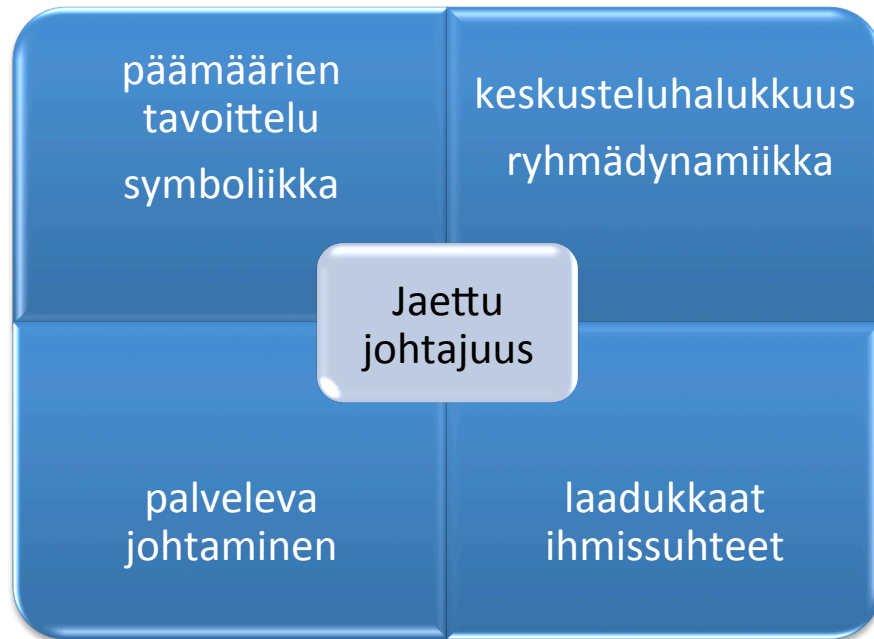 päämäärien
tavoittelu
symboliikka
keskusteluhalukkuus
ryhmädynamiikka
Jaettu
johtajuus
palveleva
johtaminen
laadukkaat
ihmissuhteet